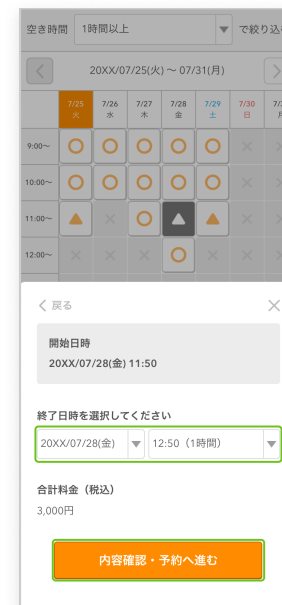 空き時間 1時間以上 で絞り込
20XX/07/25(火) ~ 07/31(月)
7/25 7/26 7/27 7/28 7/29 7/30
火 水 木 金 土 日
9:00~
10:00~
11:00~
12:00~
戻る
開始日時
20XX/07/28(金) 11:50
終了日時を選択してください
20XX/07/28(金) 12:50（1時間）
合計料金（税込）
3,000円
内容確認・予約へ進む